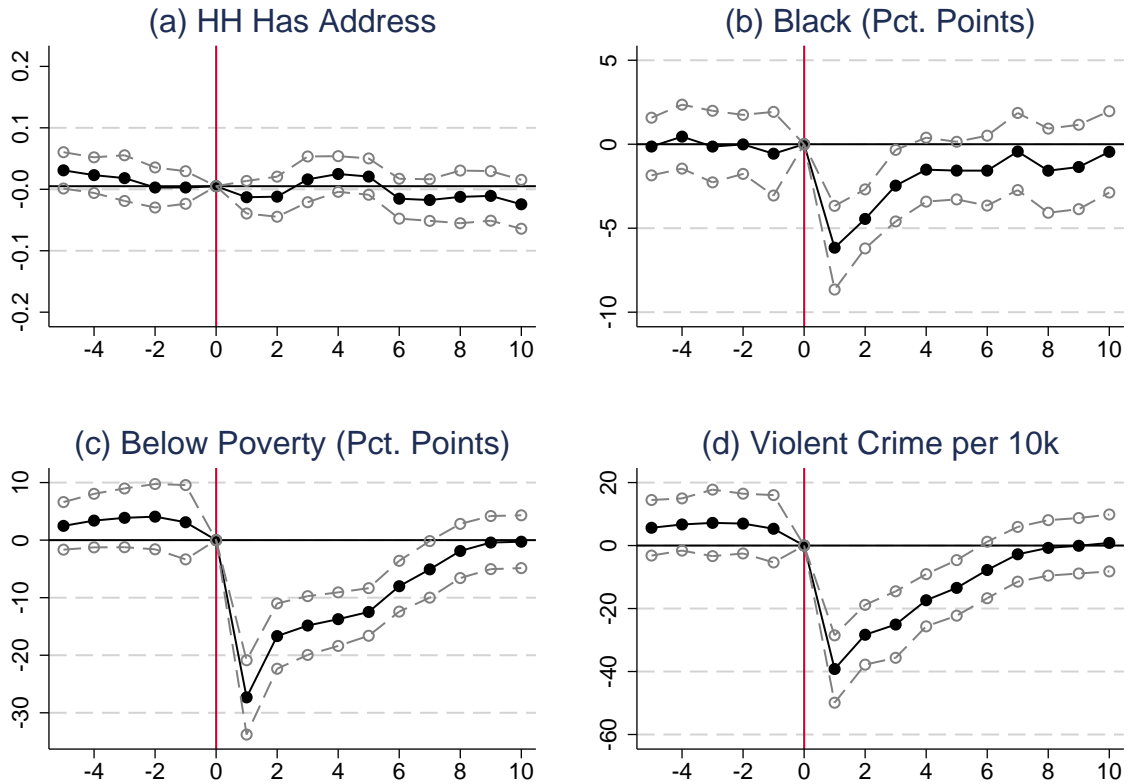 (a) HH Has Address
0.2
0.1
-0.0
-0.1
-0.2
-4 -2 0 2 4 6 8 10
(b) Black (Pct. Points)
5
0
-5
-10
-4 -2 0 2 4 6 8 10
(c) Below Poverty (Pct. Points)
10
0
-10
-20
-30
-4 -2 0 2 4 6 8 10
(d) Violent Crime per 10k
20
0
-20
-40
-60
-4 -2 0 2 4 6 8 10